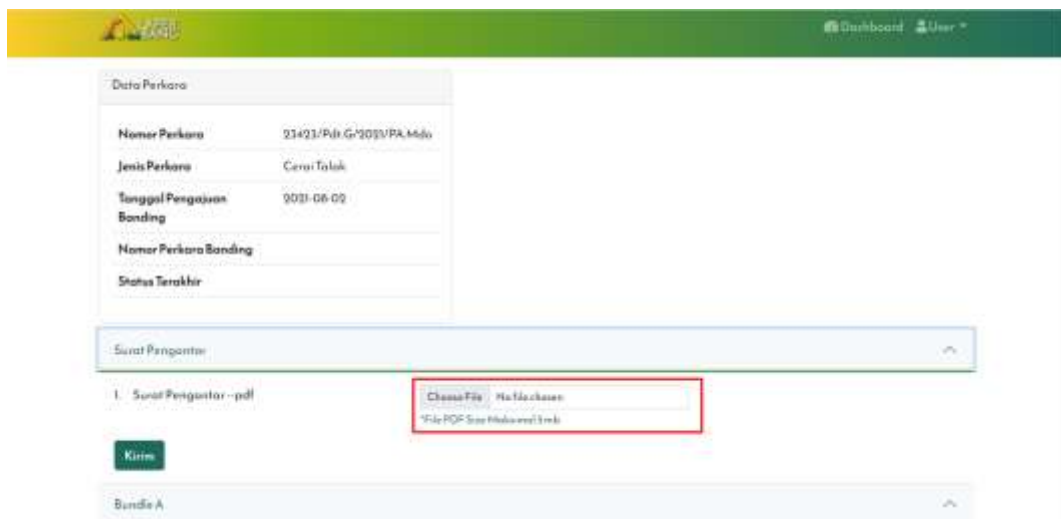 Dashboard User
Data Perkara
Nomor Perkara 23423/Pdt.G/2021/PA.Mdo
Jenis Perkara Cerai Talak
Tanggal Pengajuan 2021-08-02
Banding
Nomor Perkara Banding
Status Terakhir
Surat Pengantar
1. Surat Pengantar - pdf
Choose File No file chosen
*File PDF Size Maksimal 5 mb
Kirim
Bundle A